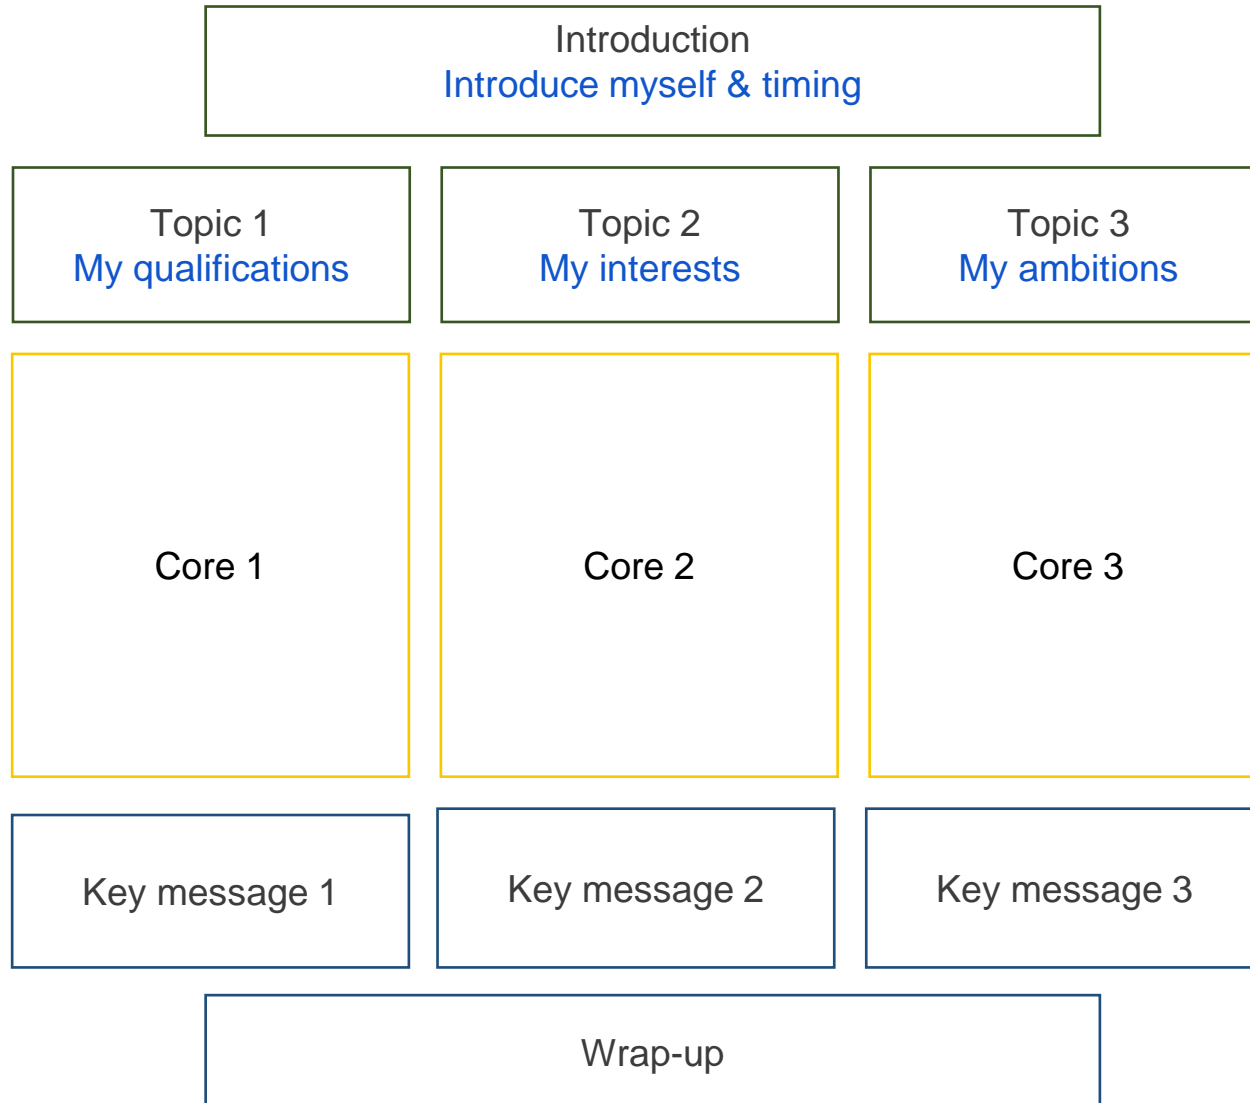 Introduction
Introduce myself & timing
Topic 1
My qualifications
Topic 2
My interests
Topic 3
My ambitions
Core 1
Core 2
Core 3
Key message 1
Key message 2
Key message 3
Wrap-up